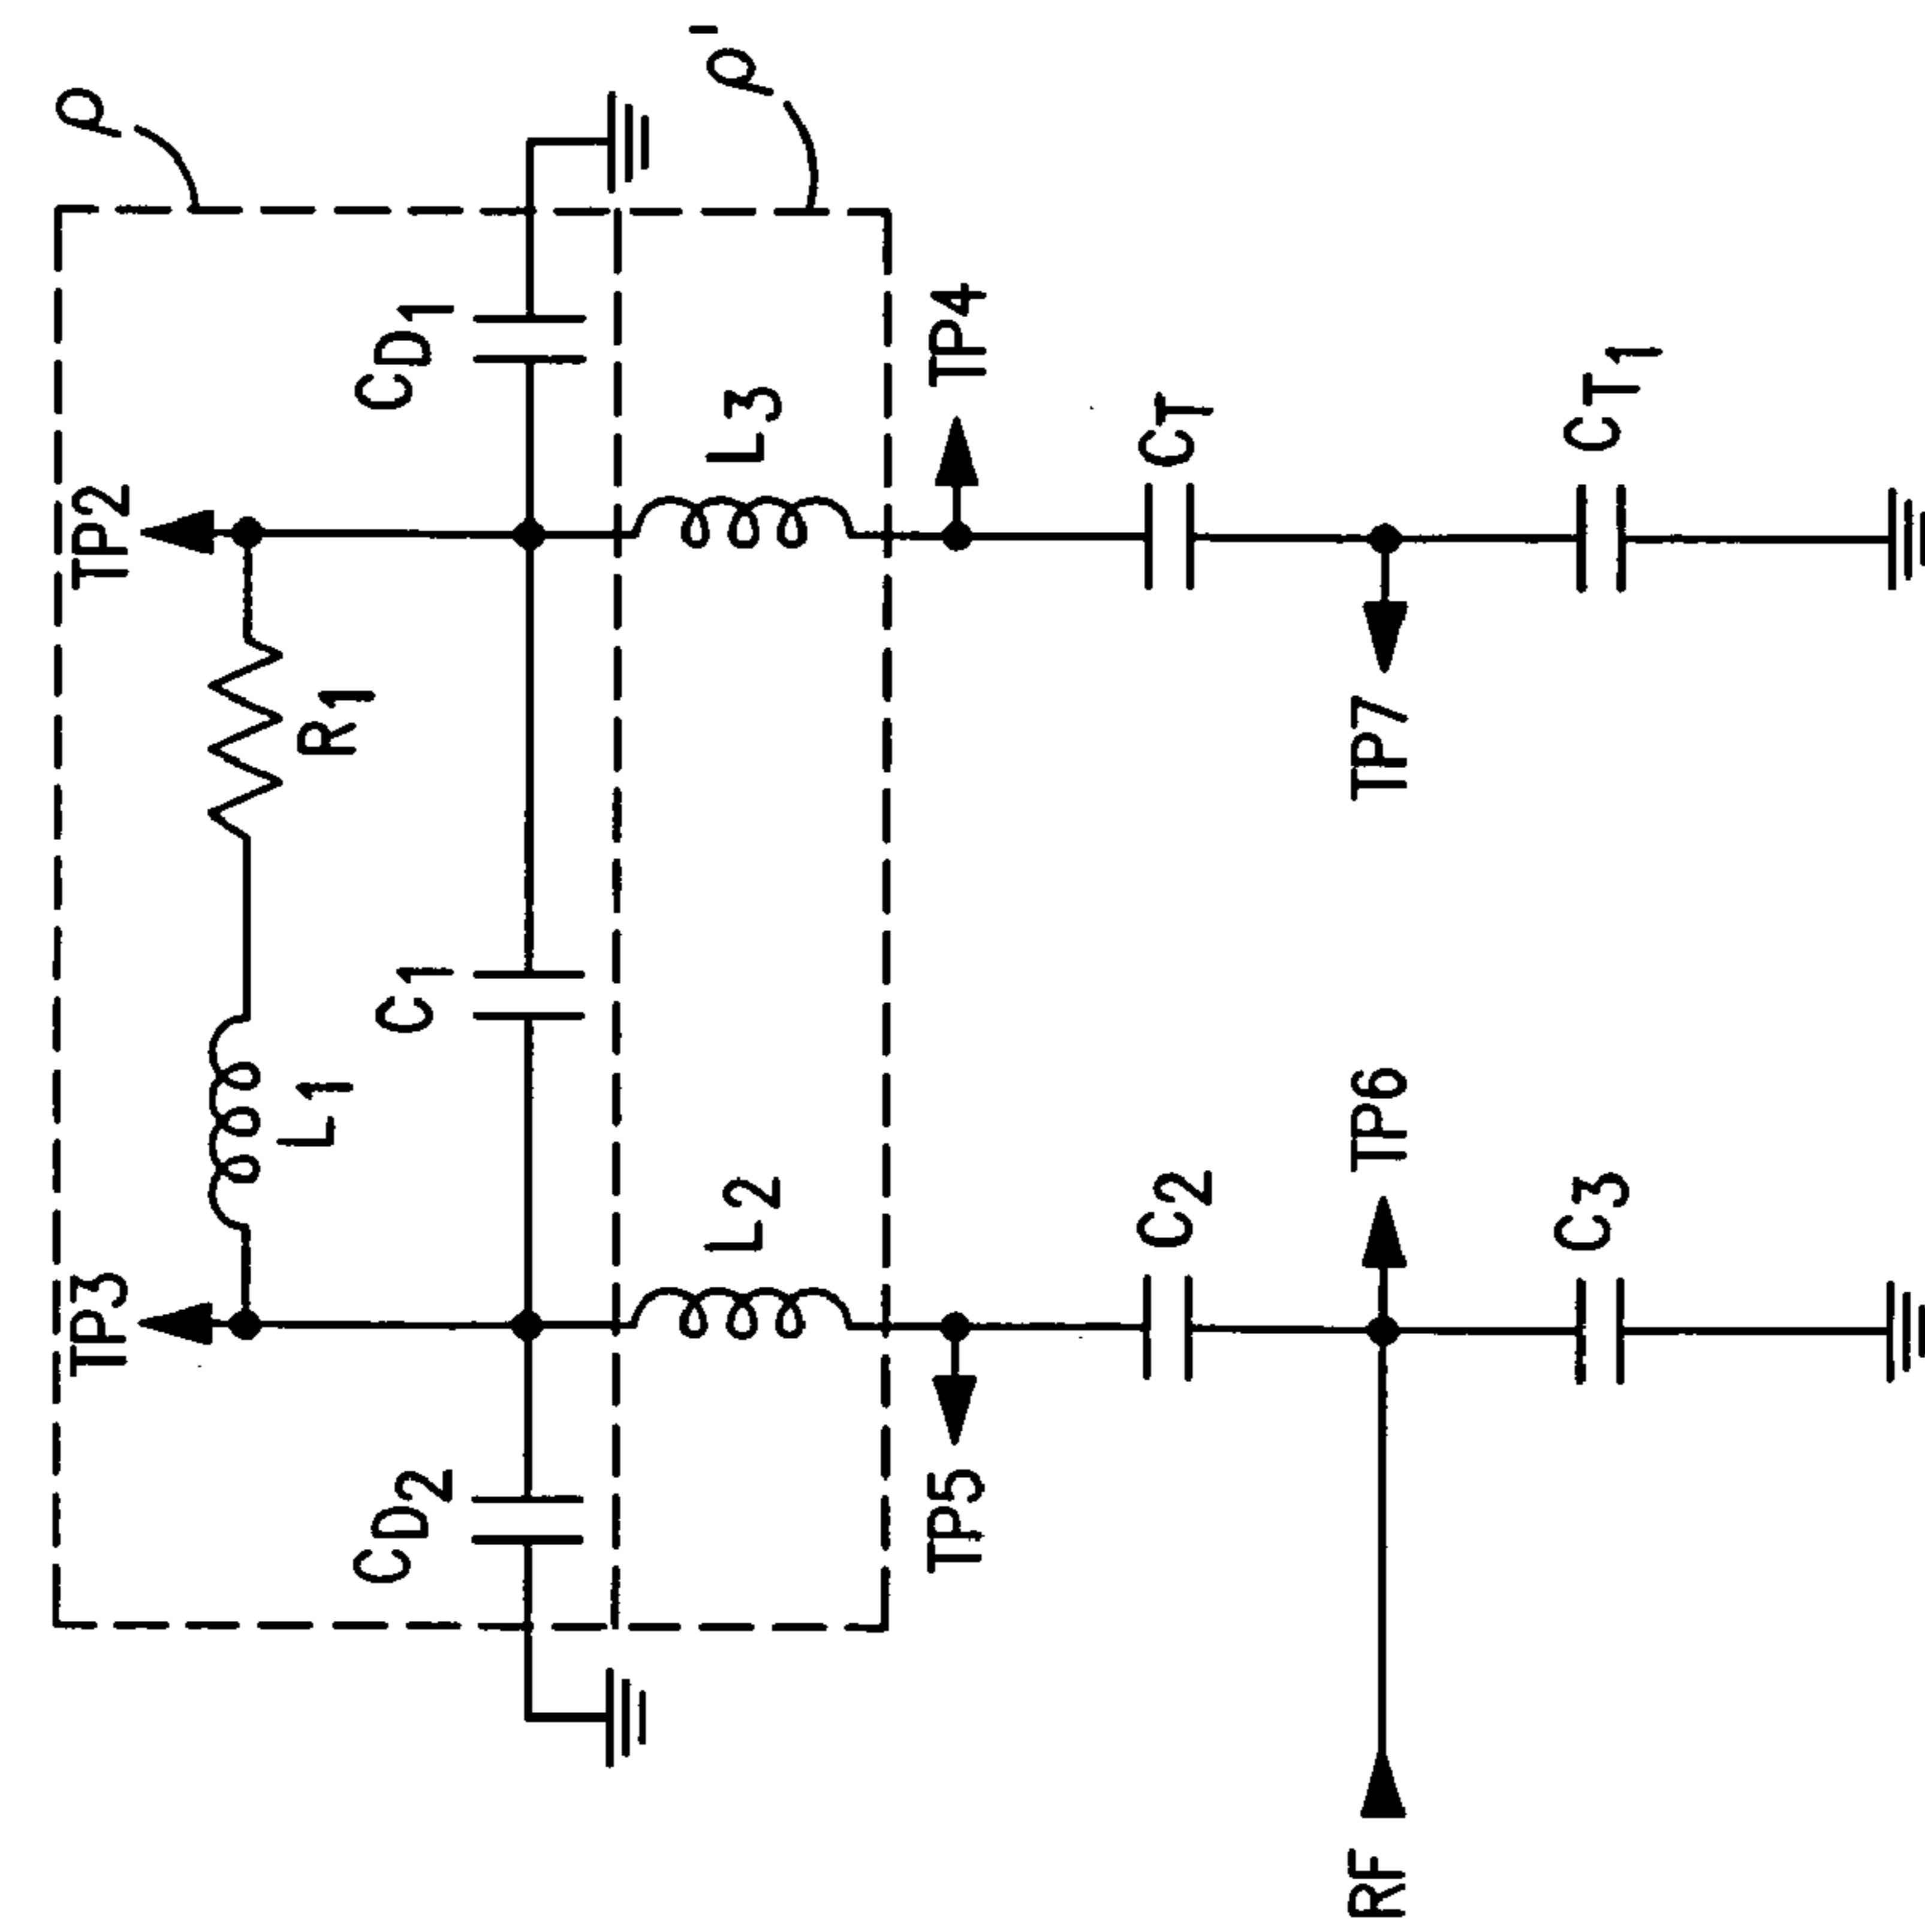 TP3
TP2
ρ
L1
R1
CD2
C1
CD1
L2
L3
ρ'
TP5
TP4
C2
CT
RF
TP6
TP7
C3
CT1